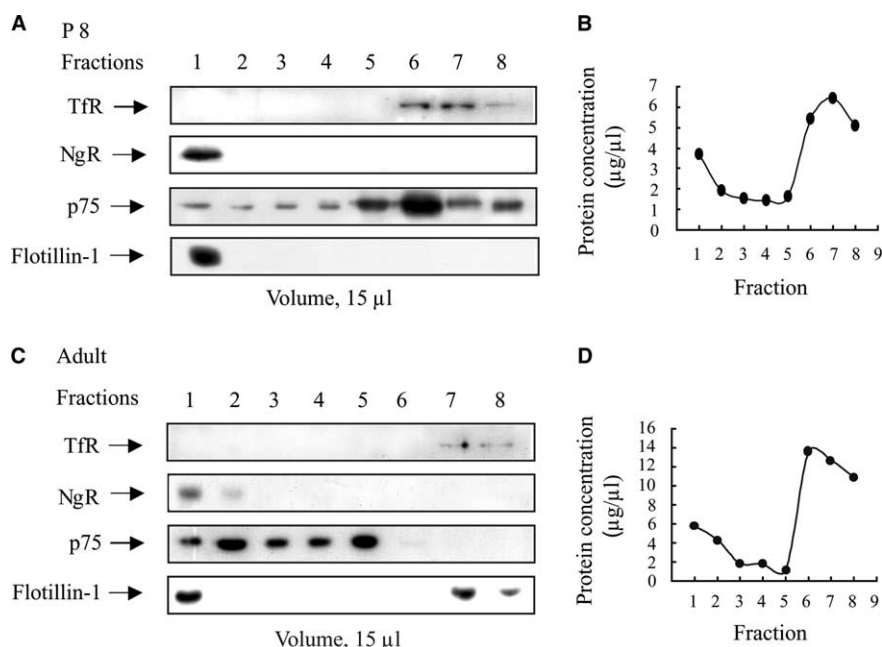 A P 8
Fractions 1 2 3 4 5 6 7 8
TfR
NgR
p75
Flotillin-1
Volume, 15 µl
B
Protein concentration
(µg/µl)
7
6
5
4
3
2
1
0
1 2 3 4 5 6 7 8 9
Fraction
C Adult
Fractions 1 2 3 4 5 6 7 8
TfR
NgR
p75
Flotillin-1
Volume, 15 µl
D
Protein concentration
(µg/µl)
16
14
12
10
8
6
4
2
0
1 2 3 4 5 6 7 8 9
Fraction